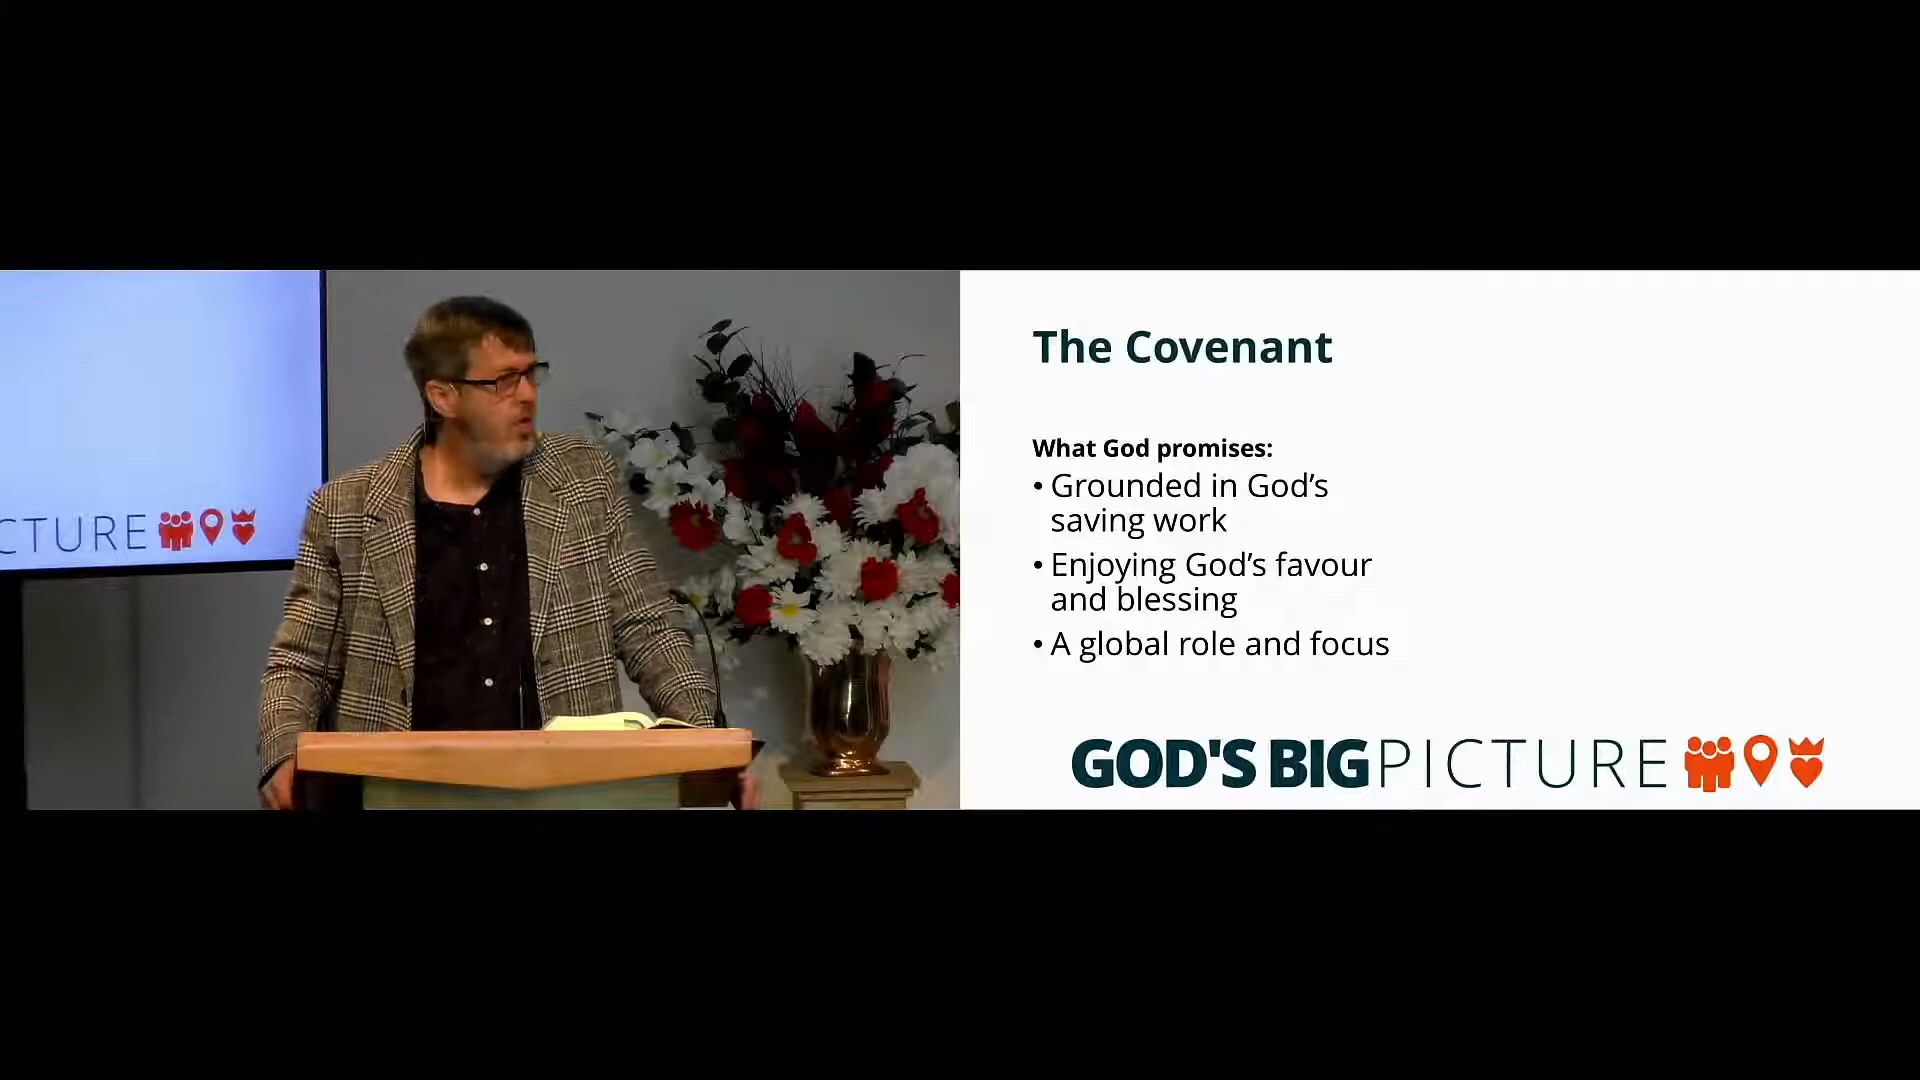 CTURE
The Covenant
What God promises:
• Grounded in God’s
saving work
• Enjoying God’s favour
and blessing
• A global role and focus
GOD'S BIG PICTURE